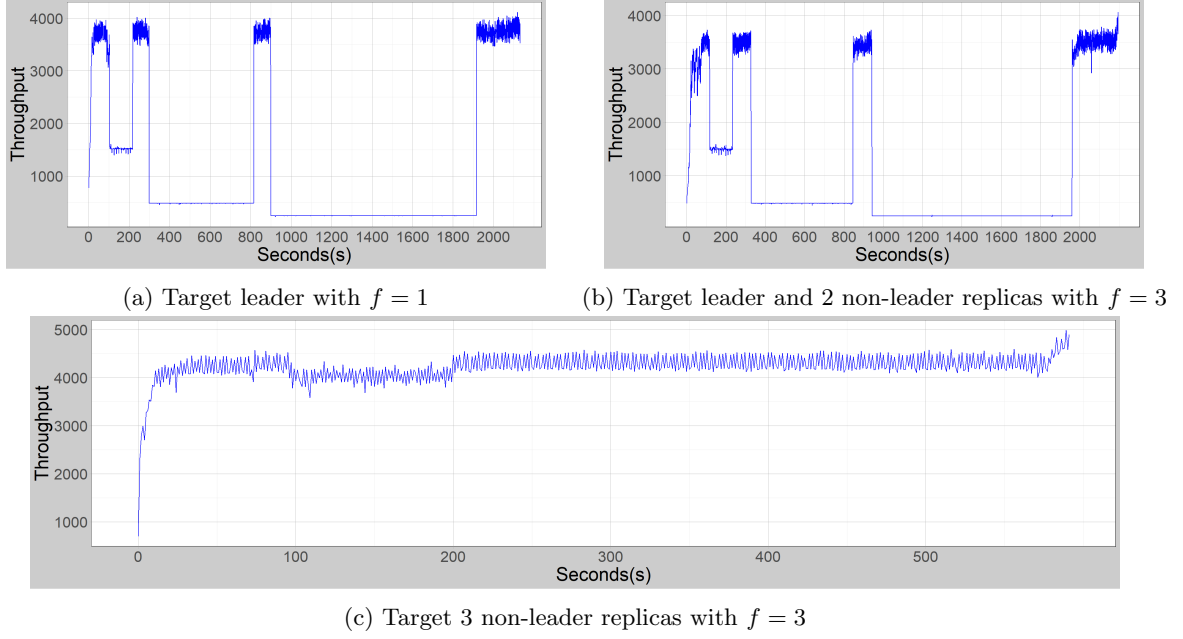 4000
3000
2000
1000
Throughput
0 200 400 600 800 1000 1200 1400 1600 1800 2000
Seconds(s)
(a) Target leader with f = 1
4000
3000
2000
1000
Throughput
0 200 400 600 800 1000 1200 1400 1600 1800 2000
Seconds(s)
(b) Target leader and 2 non-leader replicas with f = 3
5000
4000
3000
2000
1000
Throughput
0 100 200 300 400 500
Seconds(s)
(c) Target 3 non-leader replicas with f = 3